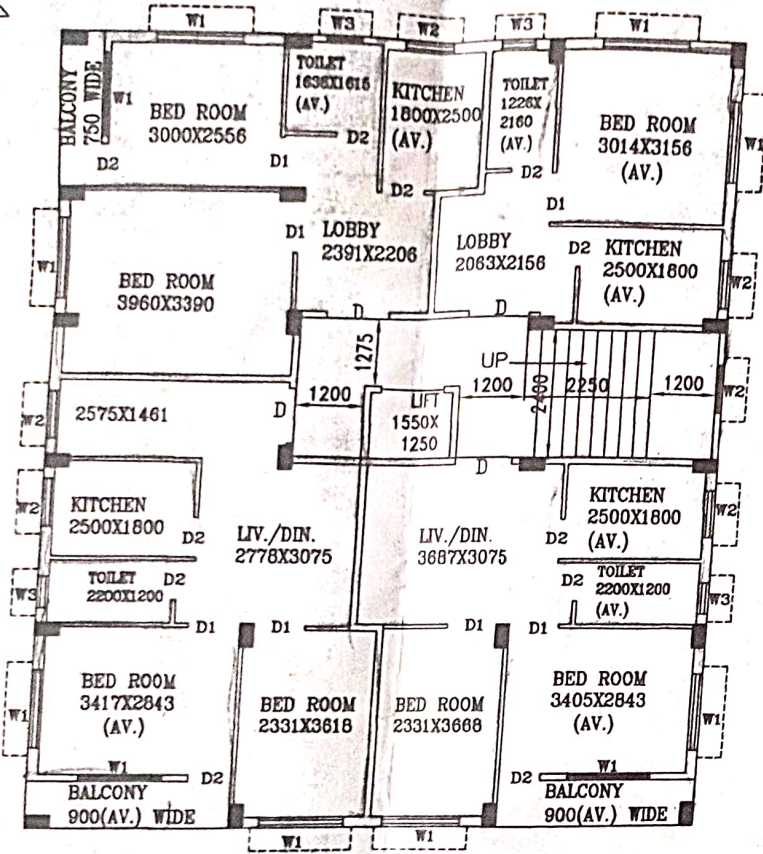 W1
W3
W2
W3
W1
BALCONY
750 WIDE
W1
BED ROOM
3000X2556
D2
D1
TOILET
1636X1615
(AV.)
D2
KITCHEN
1800X2500
(AV.)
D2
TOILET
1226X
2160
(AV.)
D2
BED ROOM
3014X3156
(AV.)
W1
D1
W1
BED ROOM
3960X3390
D1
LOBBY
2391X2206
D
LOBBY
2063X2156
D
D2
KITCHEN
2500X1800
(AV.)
W2
1275
1200
LIFT
1550X
1250
1200
UP
2400
2250
1200
W2
W2
2575X1461
D
D
W2
KITCHEN
2500X1800
D2
LIV./DIN.
2778X3075
LIV./DIN.
3687X3075
KITCHEN
2500X1800
(AV.)
D2
W2
W3
TOILET
2200X1200
D2
D2
TOILET
2200X1200
(AV.)
W3
D1
D1
D1
D1
W1
BED ROOM
3417X2843
(AV.)
W1
D2
BED ROOM
2331X3618
BED ROOM
2331X3668
BED ROOM
3405X2843
(AV.)
W1
D2
W1
BALCONY
900(AV.) WIDE
BALCONY
900(AV.) WIDE
W1
W1